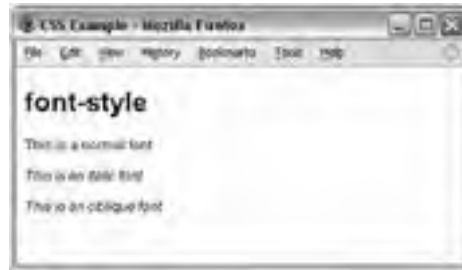 CSS Example - Mozilla Firefox
File Edit View History Bookmarks Tools Help
font-style
This is a normal font
This is an italic font
This is an oblique font